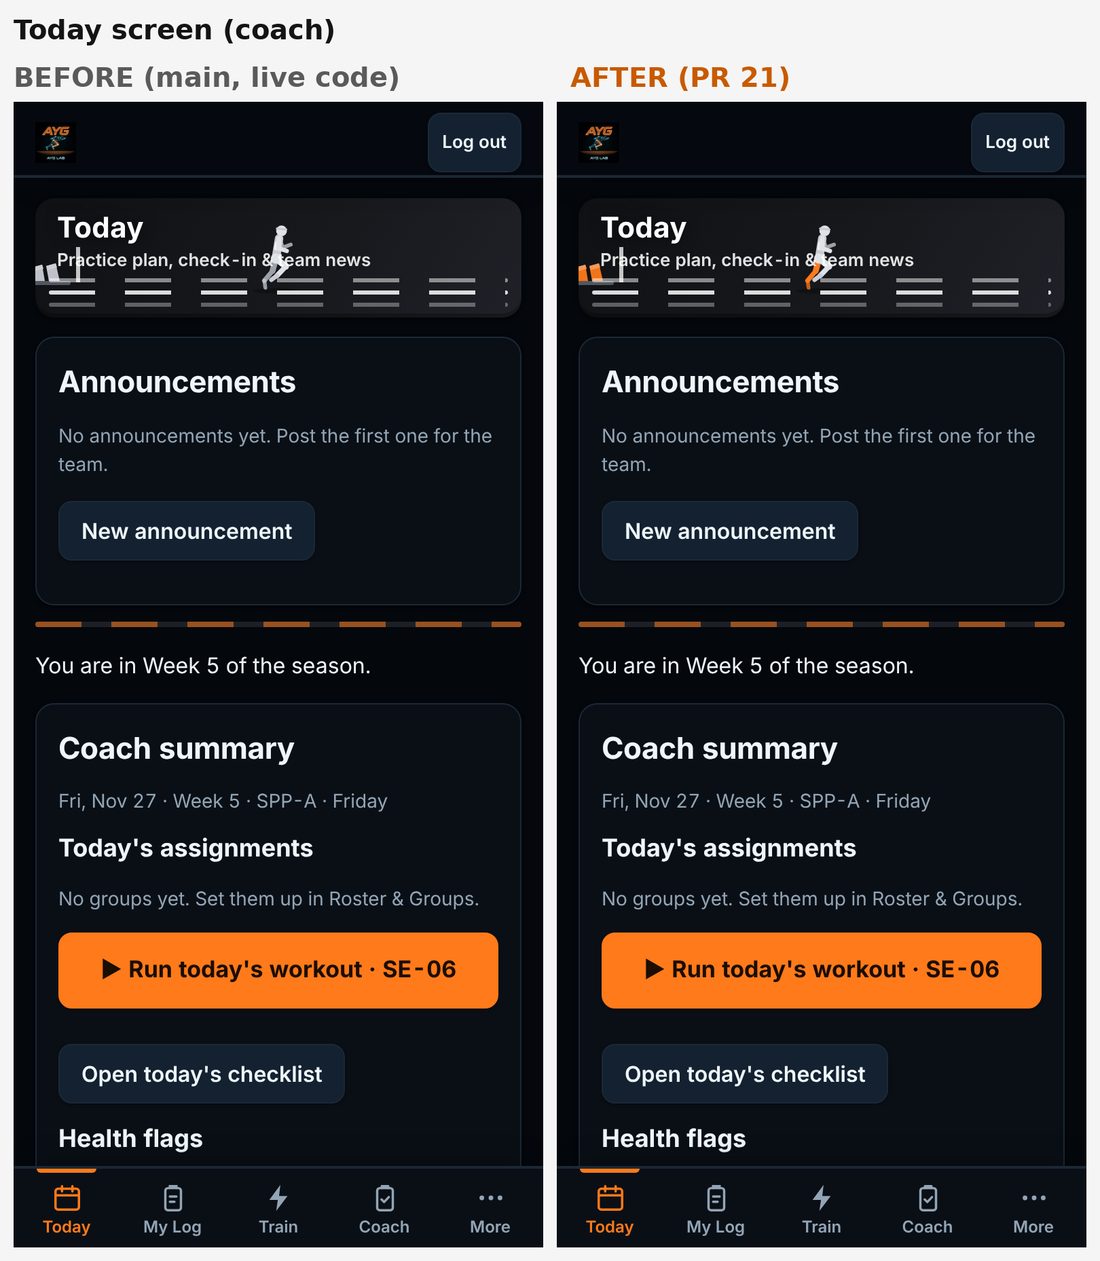 Today screen (coach)
BEFORE (main, live code)
AYG
AYG LAB
Log out
Today
Practice plan, check-in & team news
Announcements
No announcements yet. Post the first one for the
team.
New announcement
You are in Week 5 of the season.
Coach summary
Fri, Nov 27 · Week 5 · SPP-A · Friday
Today's assignments
No groups yet. Set them up in Roster & Groups.
▶ Run today's workout · SE-06
Open today's checklist
Health flags
Today
My Log
Train
Coach
More
AFTER (PR 21)
AYG
AYG LAB
Log out
Today
Practice plan, check-in & team news
Announcements
No announcements yet. Post the first one for the
team.
New announcement
You are in Week 5 of the season.
Coach summary
Fri, Nov 27 · Week 5 · SPP-A · Friday
Today's assignments
No groups yet. Set them up in Roster & Groups.
▶ Run today's workout · SE-06
Open today's checklist
Health flags
Today
My Log
Train
Coach
More